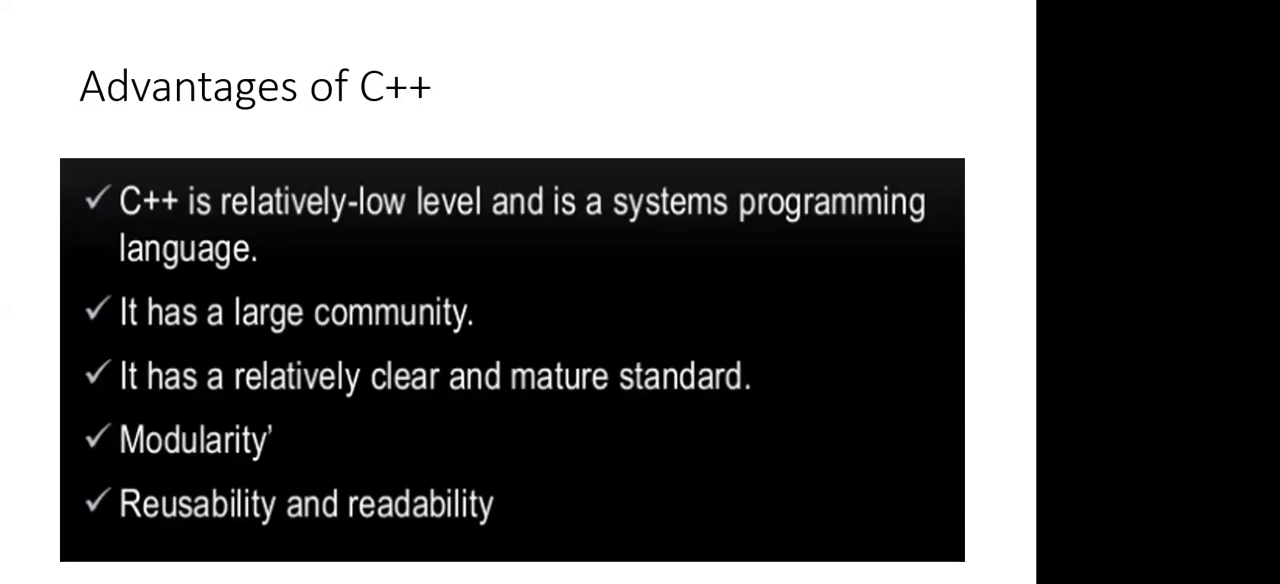 Advantages of C++
✓ C++ is relatively-low level and is a systems programming
language.
✓ It has a large community.
✓ It has a relatively clear and mature standard.
✓ Modularity’
✓ Reusability and readability